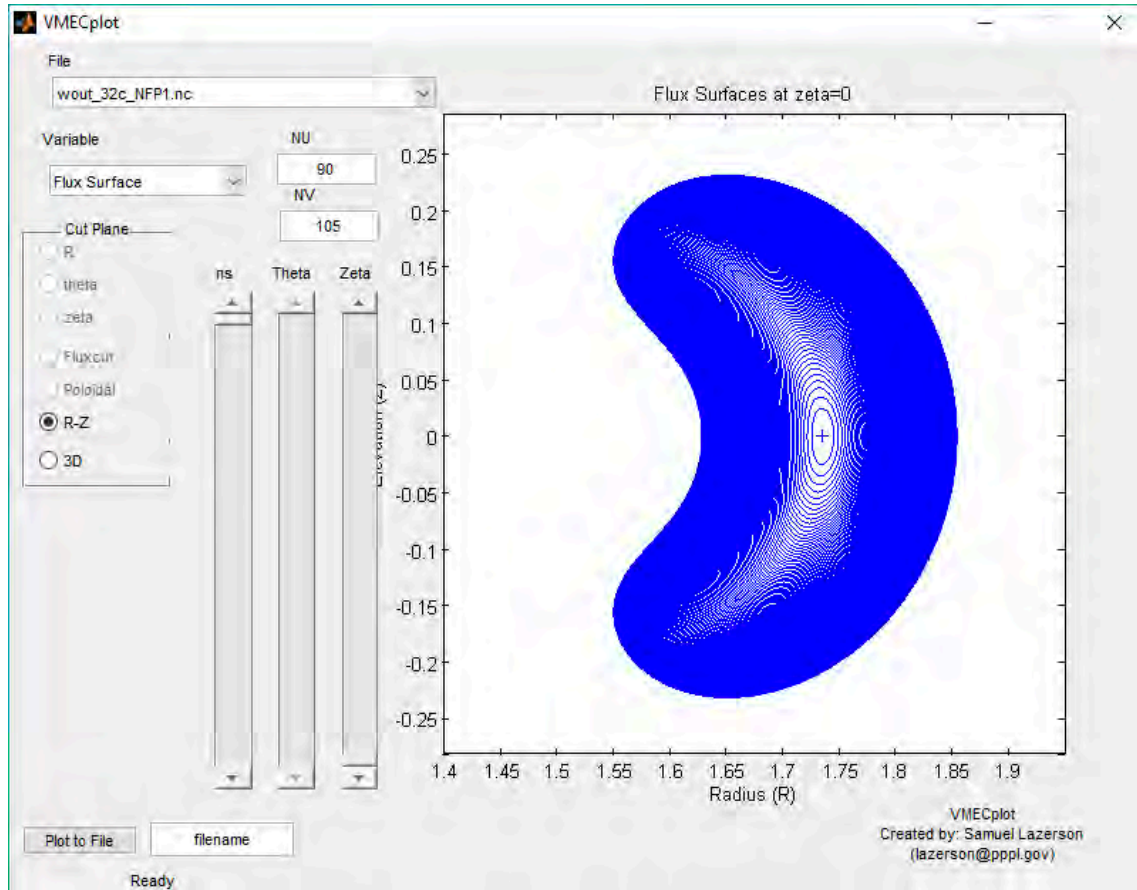 VMECplot
File
wout_32c_NFP1.nc
Variable
Flux Surface
NU
90
NV
105
Cut Plane
R
theta
zeta
Fluxcut
Poloidal
R-Z
3D
ns Theta Zeta
Flux Surfaces at zeta=0
0.25
0.2
0.15
0.1
0.05
0
-0.05
-0.1
-0.15
-0.2
-0.25
1.4 1.45 1.5 1.55 1.6 1.65 1.7 1.75 1.8 1.85 1.9
Radius (R)
Elevation (Z)
Plot to File
filename
Ready
VMECplot
Created by: Samuel Lazerson
(lazerson@pppl.gov)